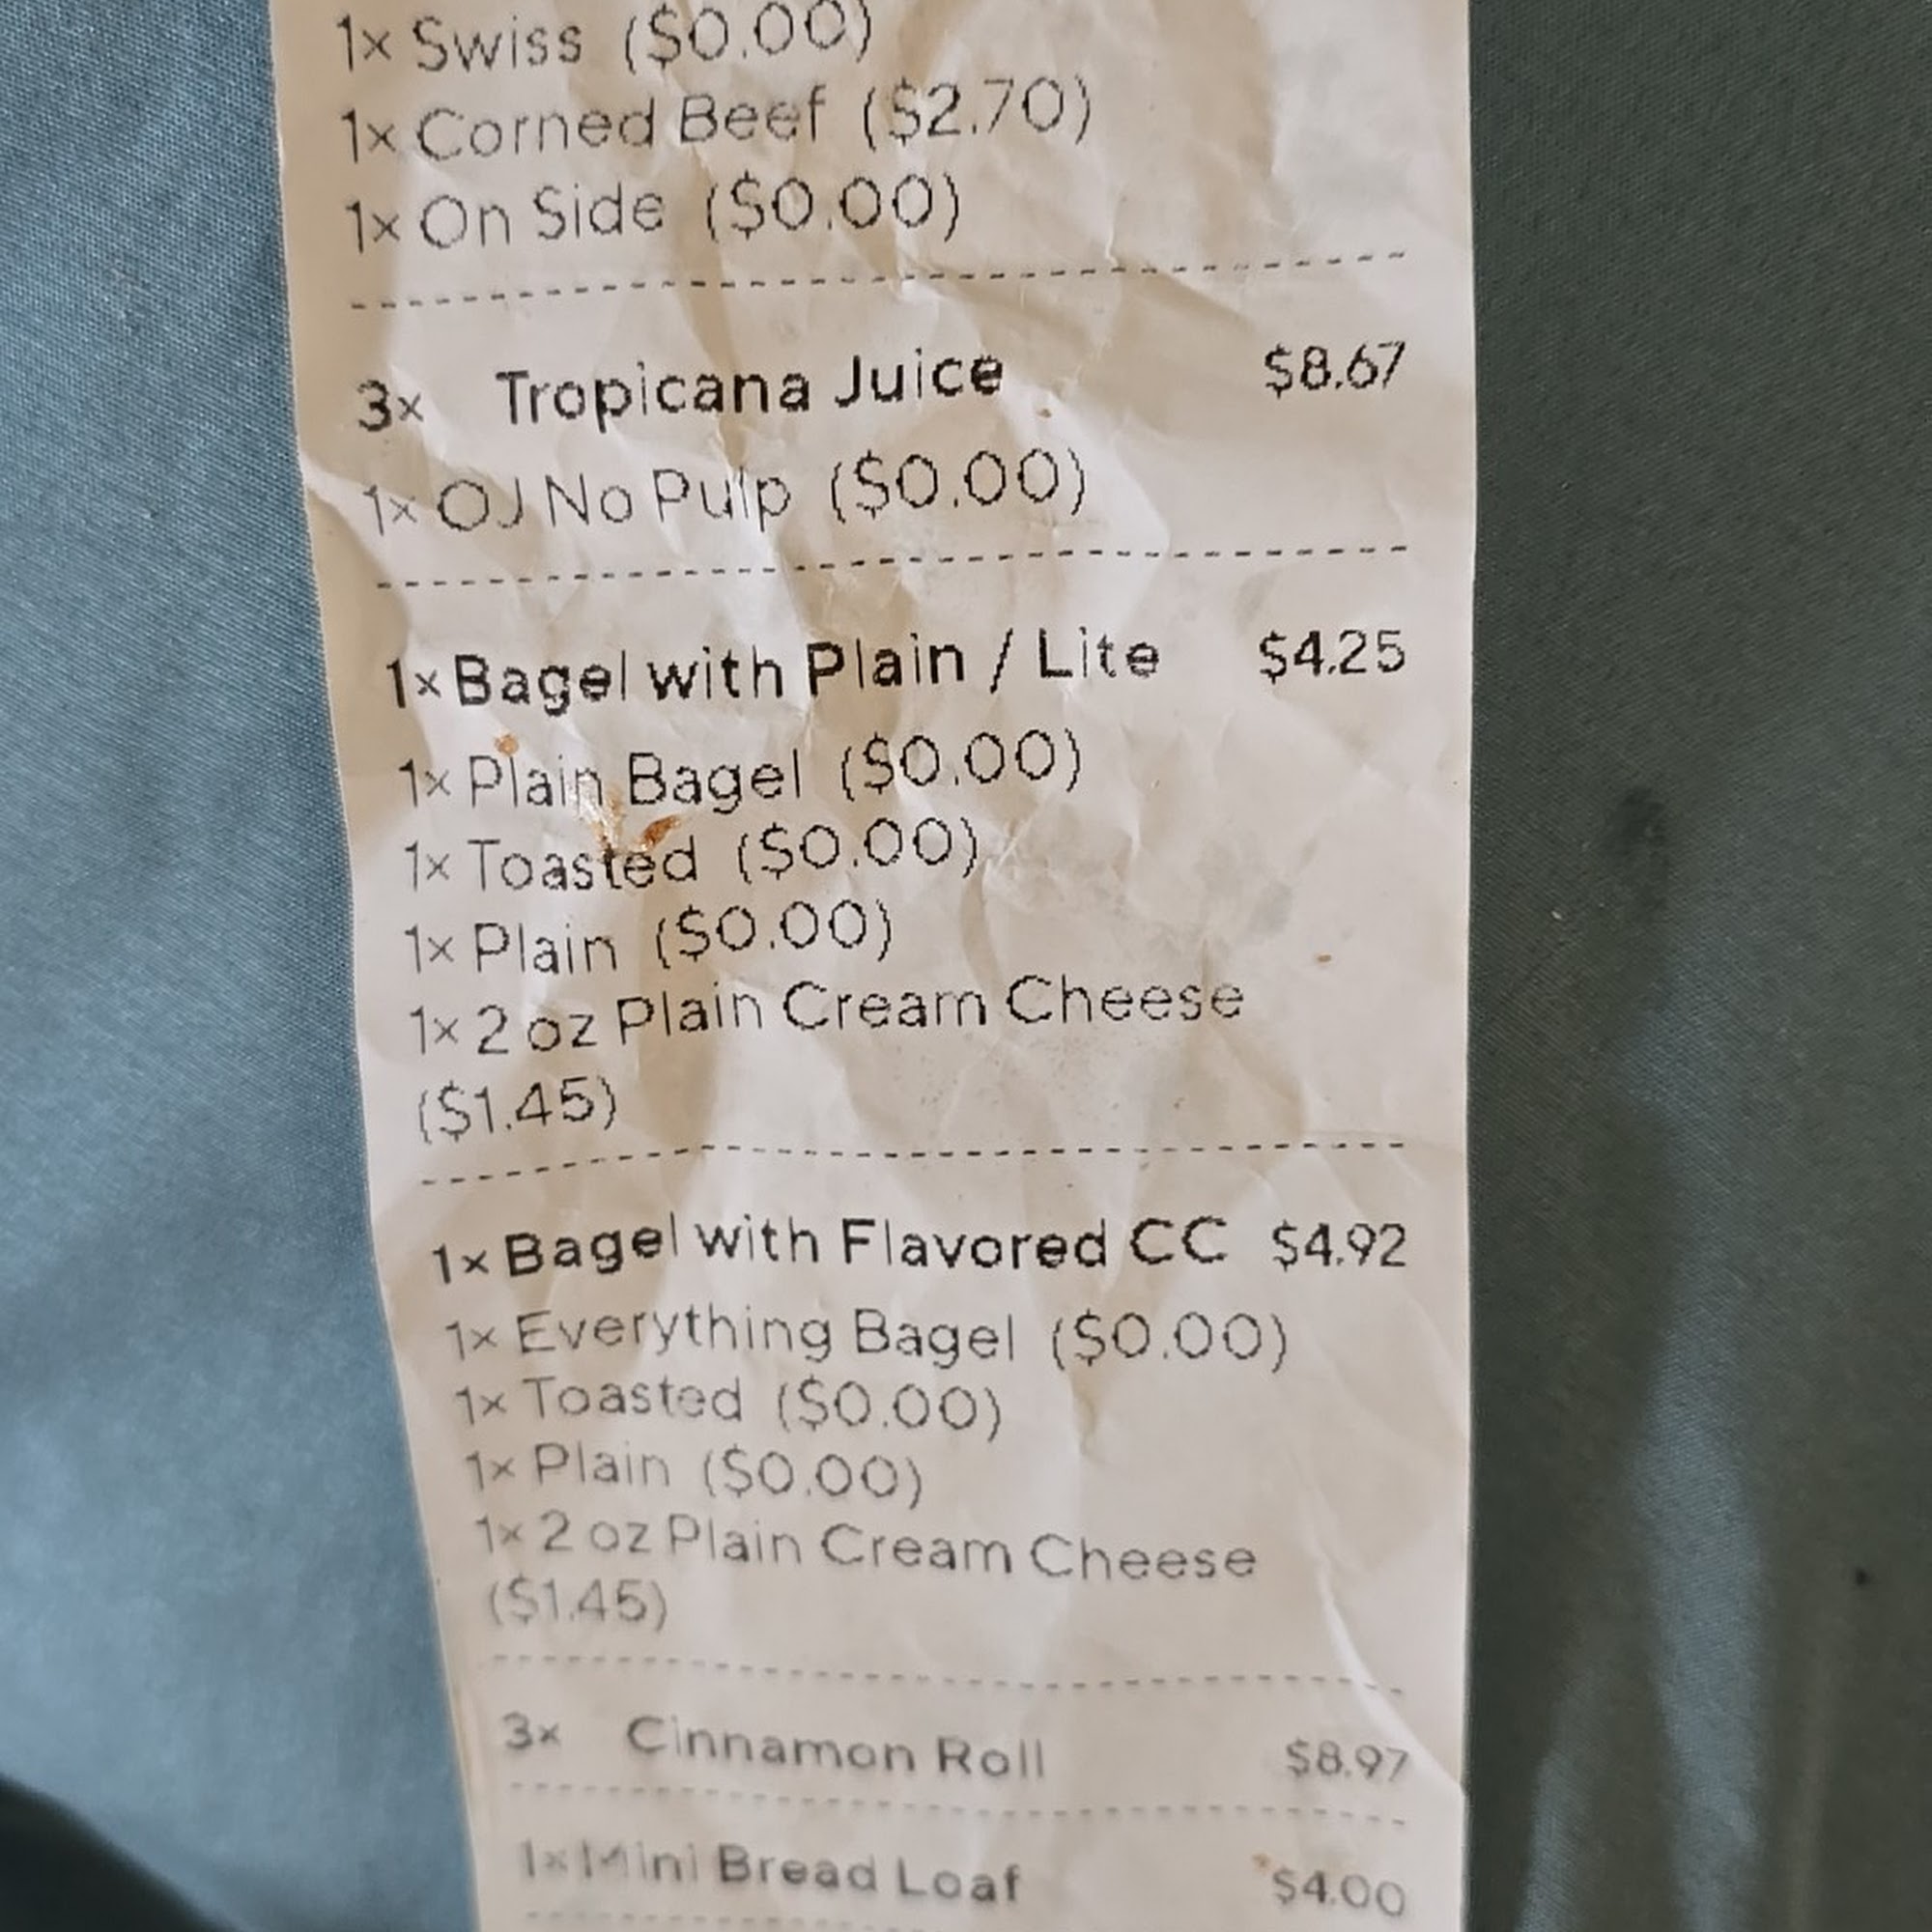 1x Swiss ($0.00)
1x Corned Beef ($2.70)
1x On Side ($0.00)
3x Tropicana Juice $8.67
1x OJ No Pulp ($0.00)
1x Bagel with Plain / Lite $4.25
1x Plain Bagel ($0.00)
1x Toasted ($0.00)
1x Plain ($0.00)
1x 2 oz Plain Cream Cheese
($1.45)
1x Bagel with Flavored CC $4.92
1x Everything Bagel ($0.00)
1x Toasted ($0.00)
1x Plain ($0.00)
1x 2 oz Plain Cream Cheese
($1.45)
3x Cinnamon Roll $8.97
1x Mini Bread Loaf $4.00